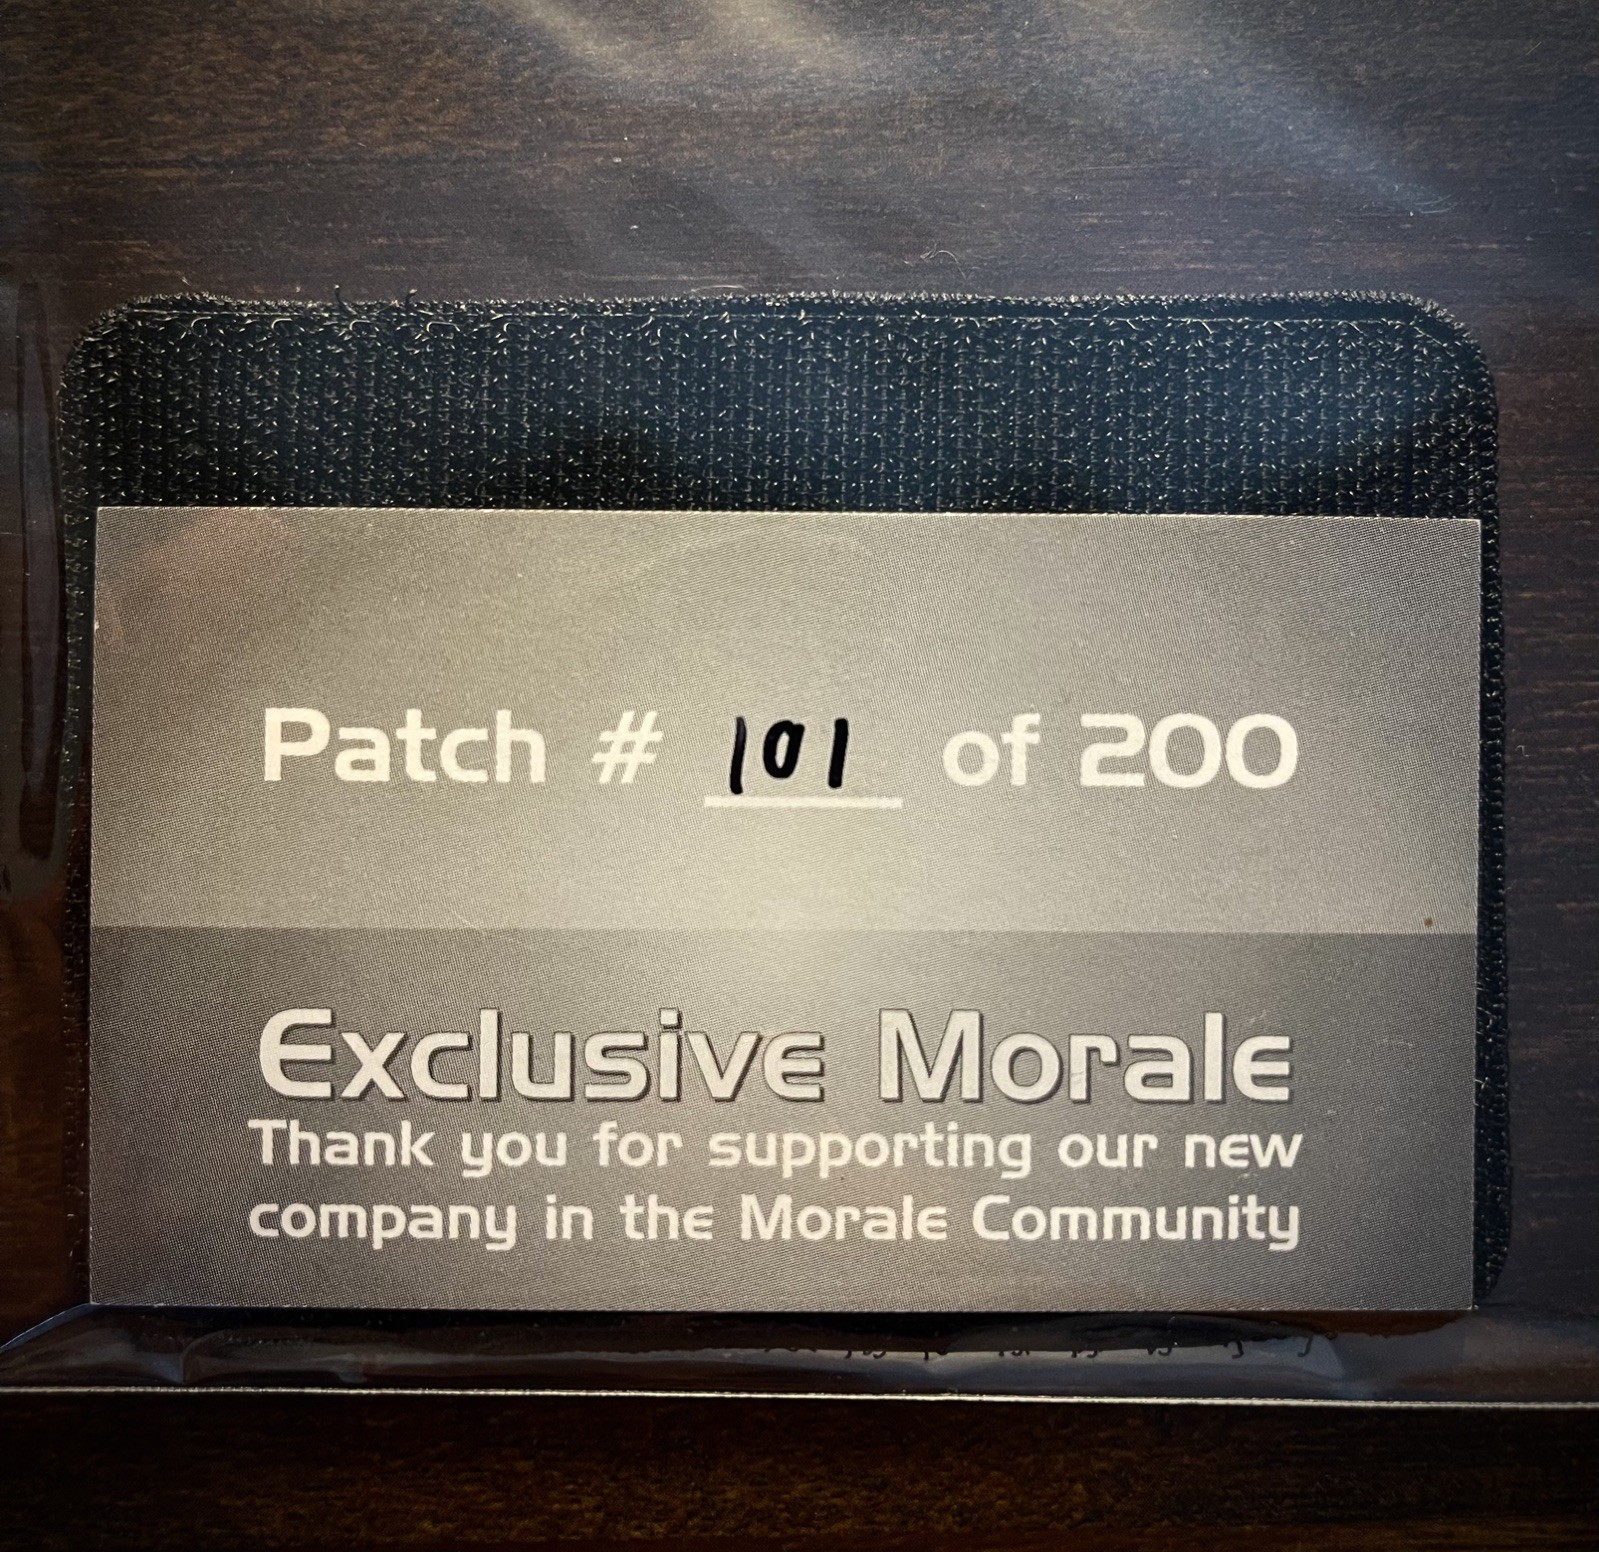 Patch # 101 of 200
Exclusive Morale
Thank you for supporting our new
company in the Morale Community